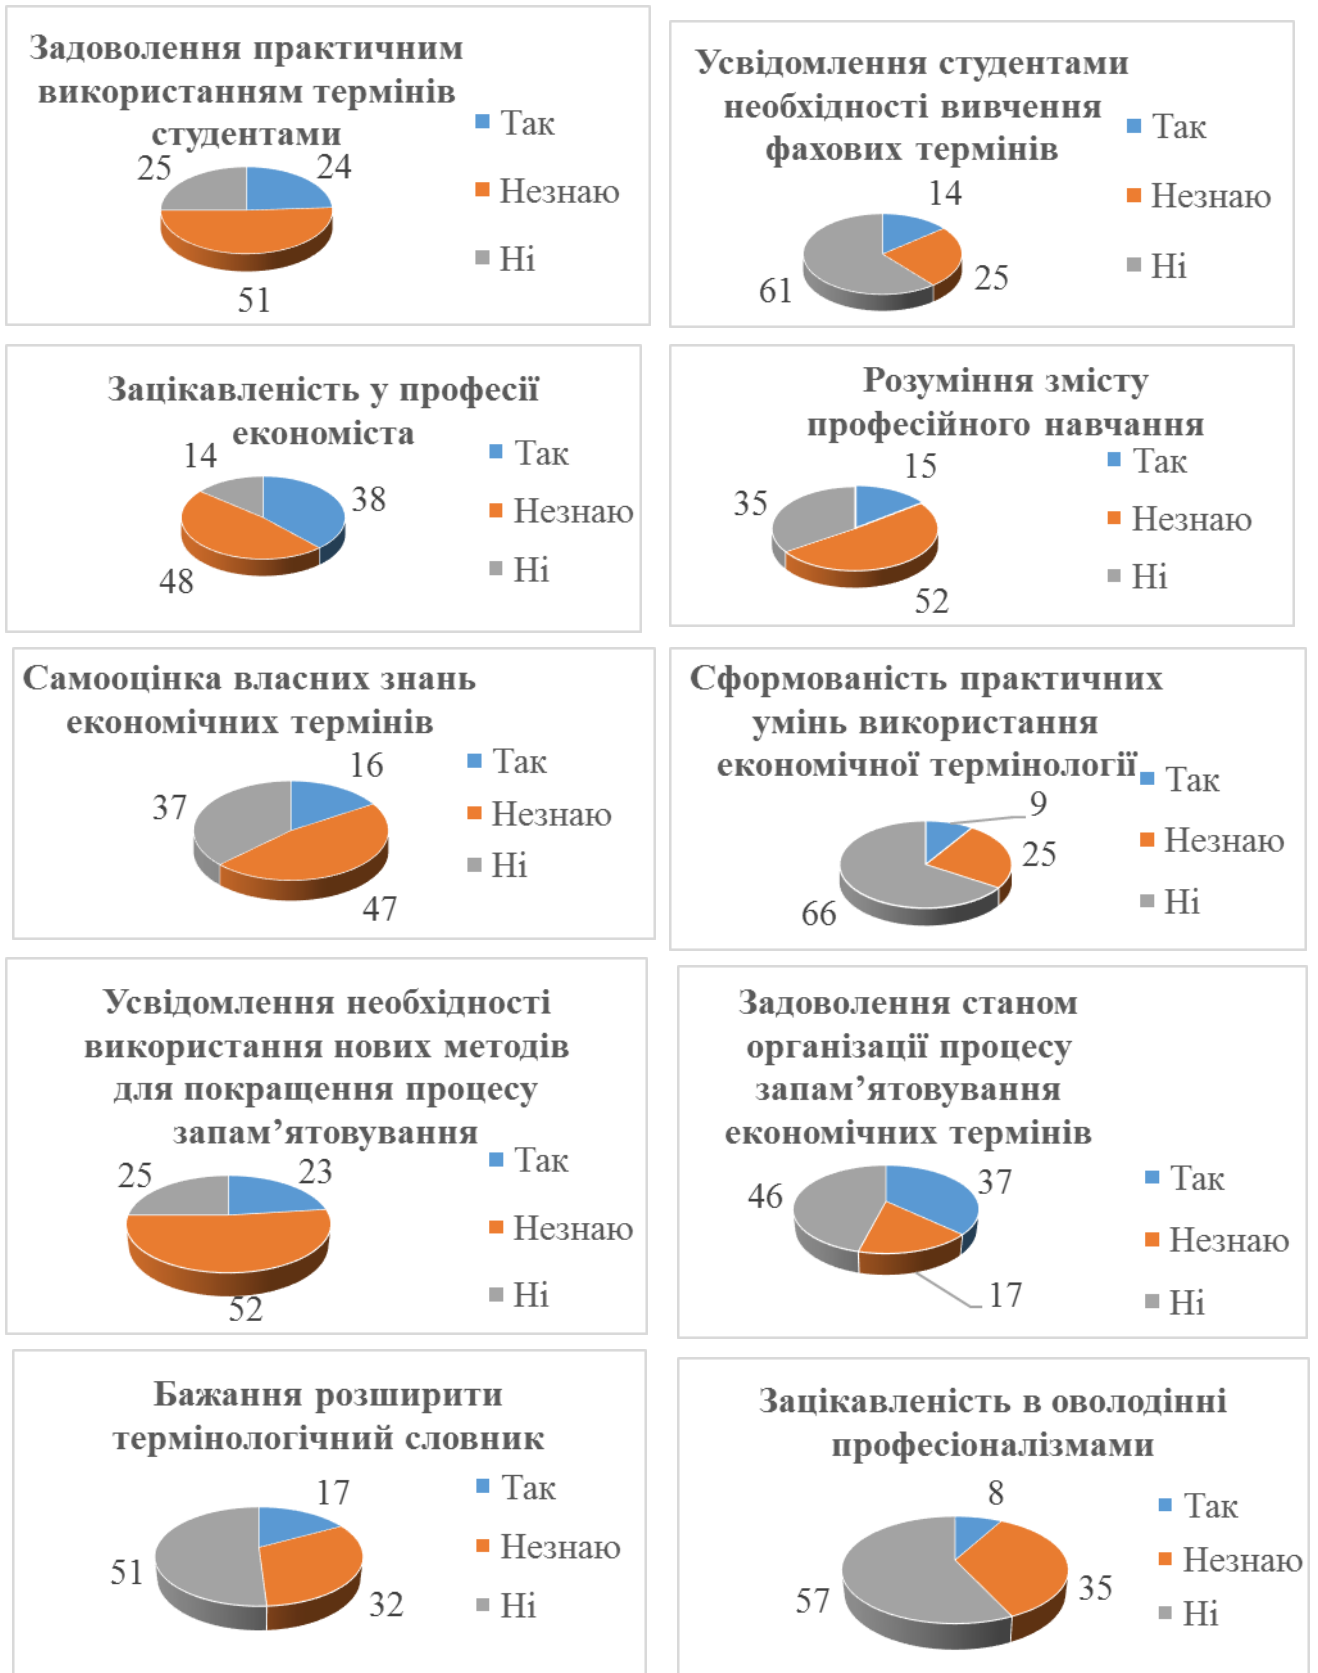 Задоволення практичним
використанням термінів
студентами
25
24
51
Так
Незнаю
Ні
Усвідомлення студентами
необхідності вивчення
фахових термінів
14
25
61
Так
Незнаю
Ні
Зацікавленість у професії
економіста
14
38
48
Так
Незнаю
Ні
Розуміння змісту
професійного навчання
15
35
52
Так
Незнаю
Ні
Самооцінка власних знань
економічних термінів
16
37
47
Так
Незнаю
Ні
Сформованість практичних
умінь використання
економічної термінології
9
25
66
Так
Незнаю
Ні
Усвідомлення необхідності
використання нових методів
для покращення процесу
запам’ятовування
25
23
52
Так
Незнаю
Ні
Задоволення станом
організації процесу
запам’ятовування
економічних термінів
46
37
17
Так
Незнаю
Ні
Бажання розширити
термінологічний словник
17
51
32
Так
Незнаю
Ні
Зацікавленість в оволодінні
професіоналізмами
8
57
35
Так
Незнаю
Ні